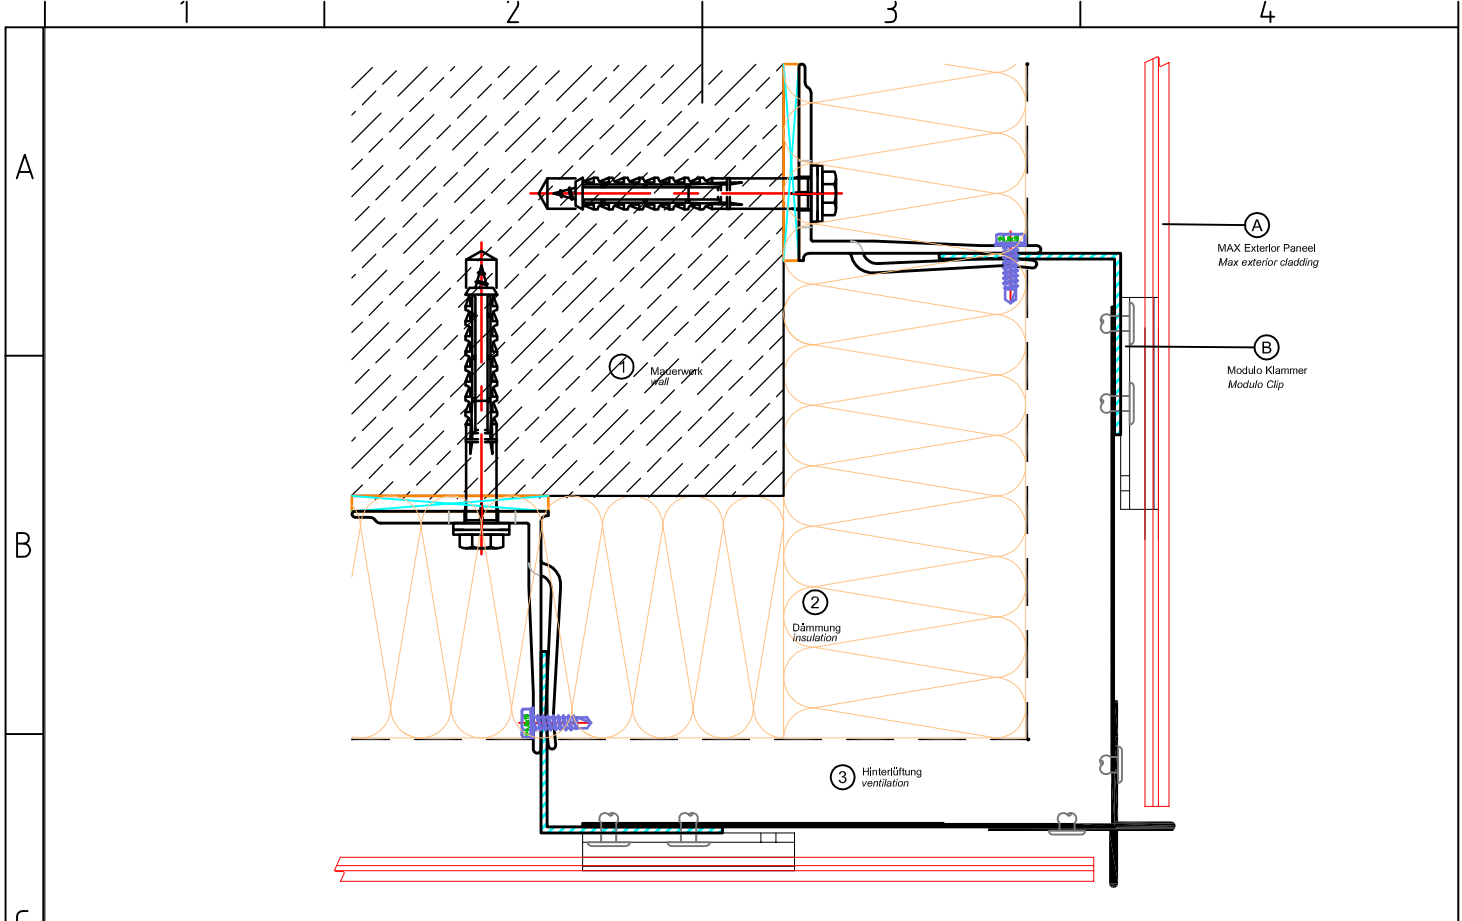 1
2
3
4
A
A
MAX Exterior Paneel
Max exterior cladding
B
Modulo Klammer
Modulo Clip
1
Mauerwerk
wall
B
2
Dämmung
insulation
3
Hinterlüftung
ventilation